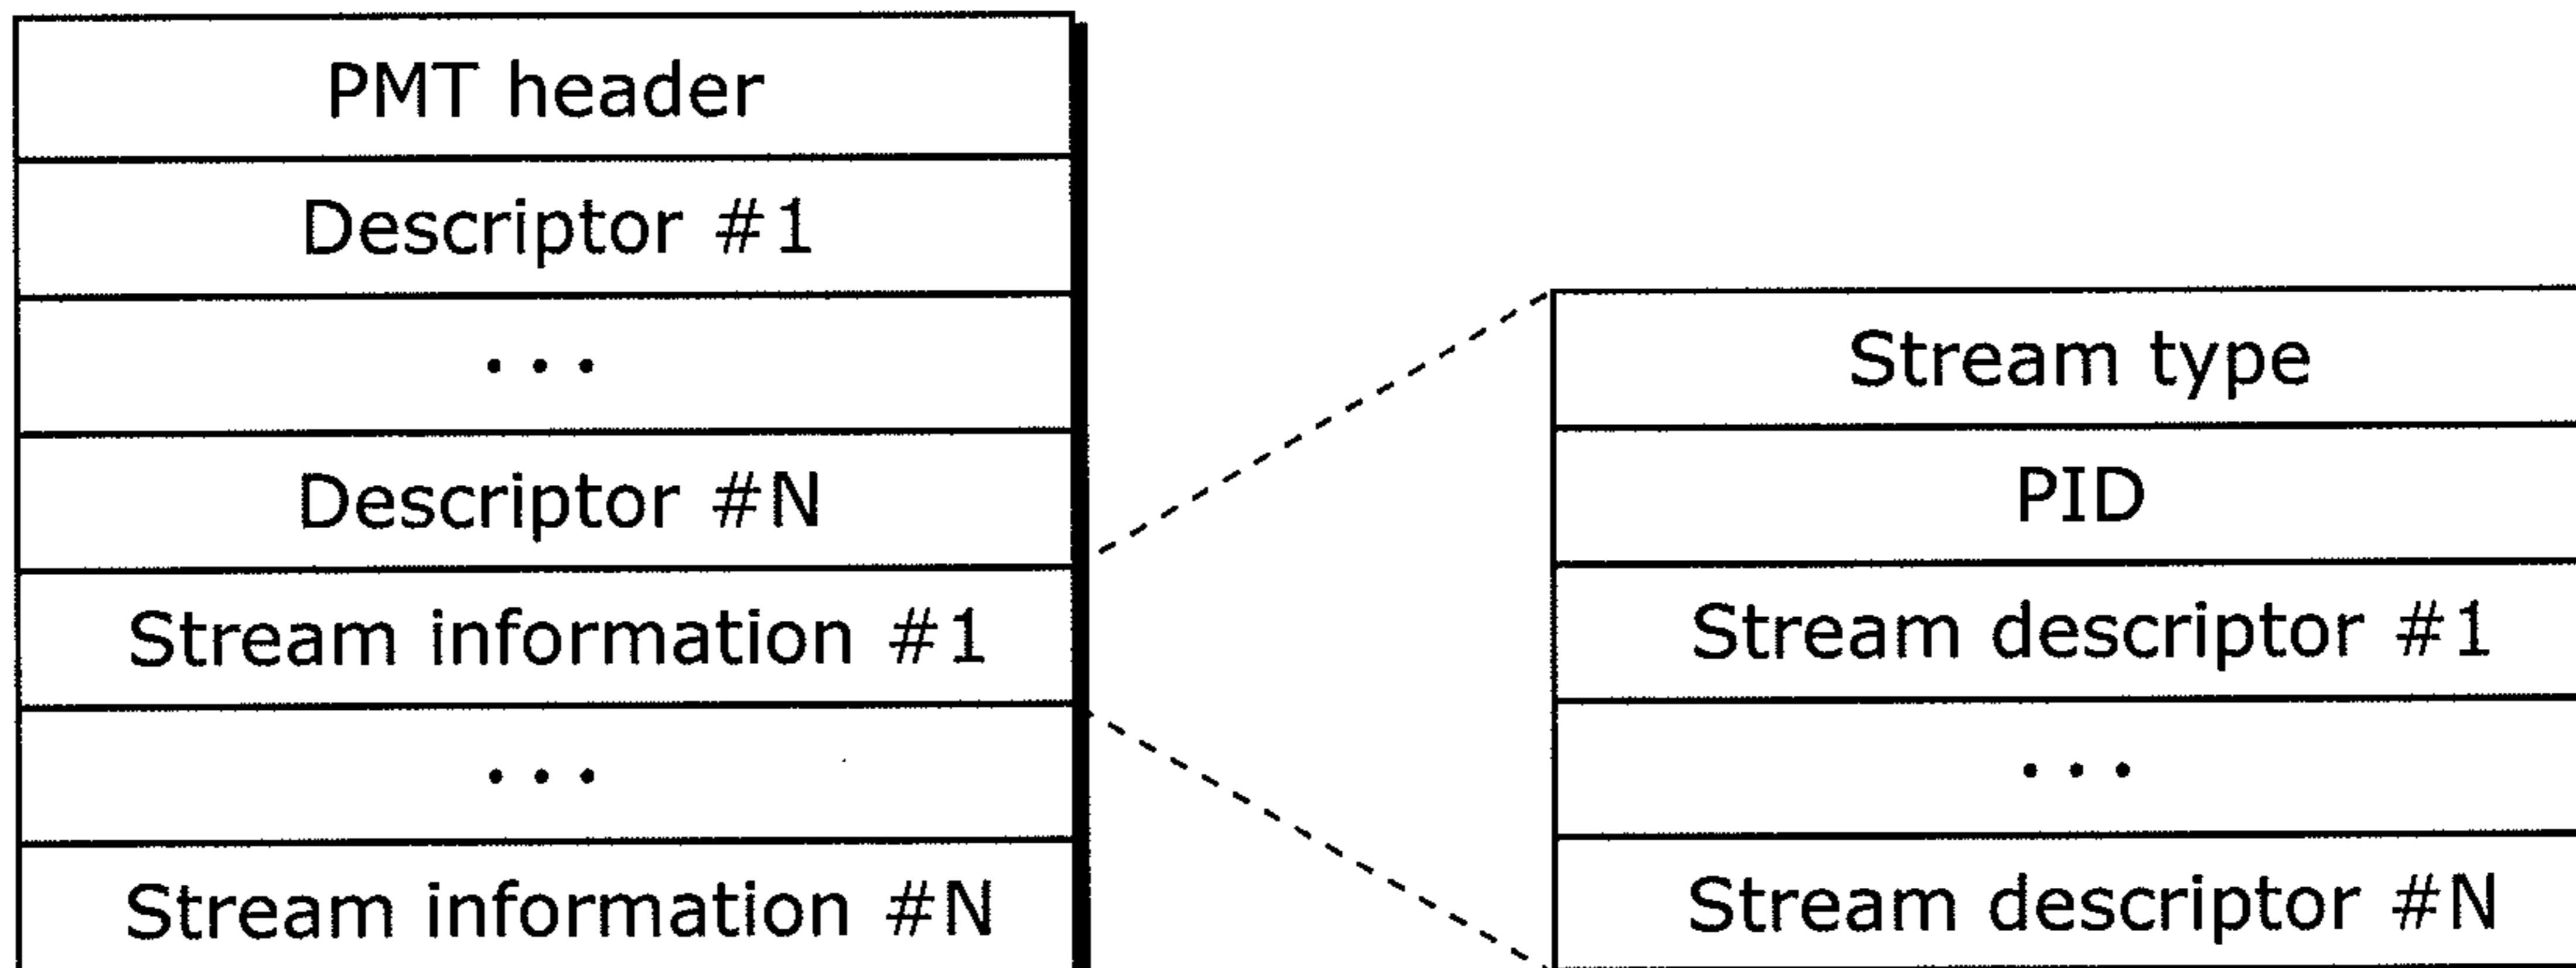 PMT header
Descriptor #1
...
Descriptor #N
Stream information #1
...
Stream information #N
Stream type
PID
Stream descriptor #1
...
Stream descriptor #N